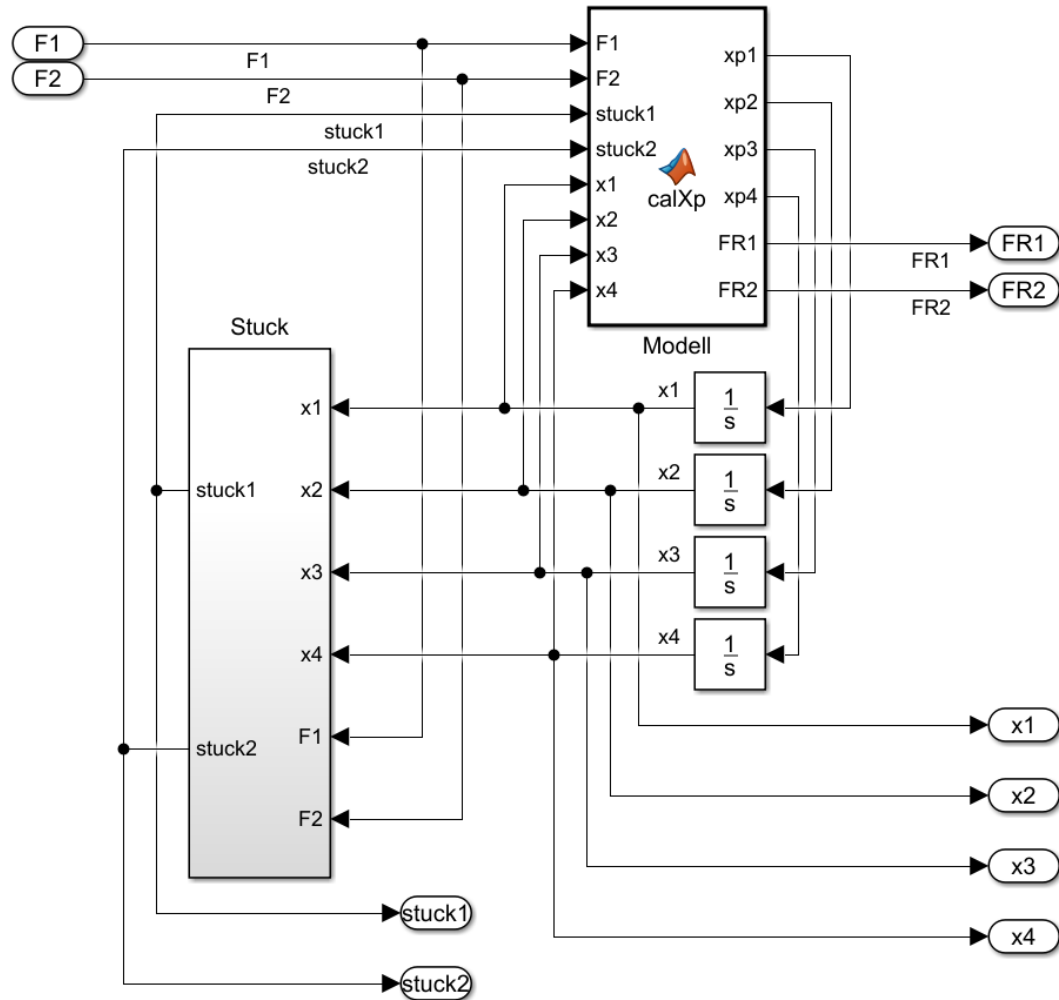 F1
F2
F1
F2
stuck1
stuck2
F1
F2
stuck1
stuck2
x1
x2
x3
x4
calXp
xp1
xp2
xp3
xp4
FR1
FR2
Modell
FR1
FR2
FR1
FR2
Stuck
x1
x2
x3
x4
F1
F2
stuck1
stuck2
x1
1
s
x2
1
s
x3
1
s
x4
1
s
x1
x2
x3
x4
stuck1
stuck2